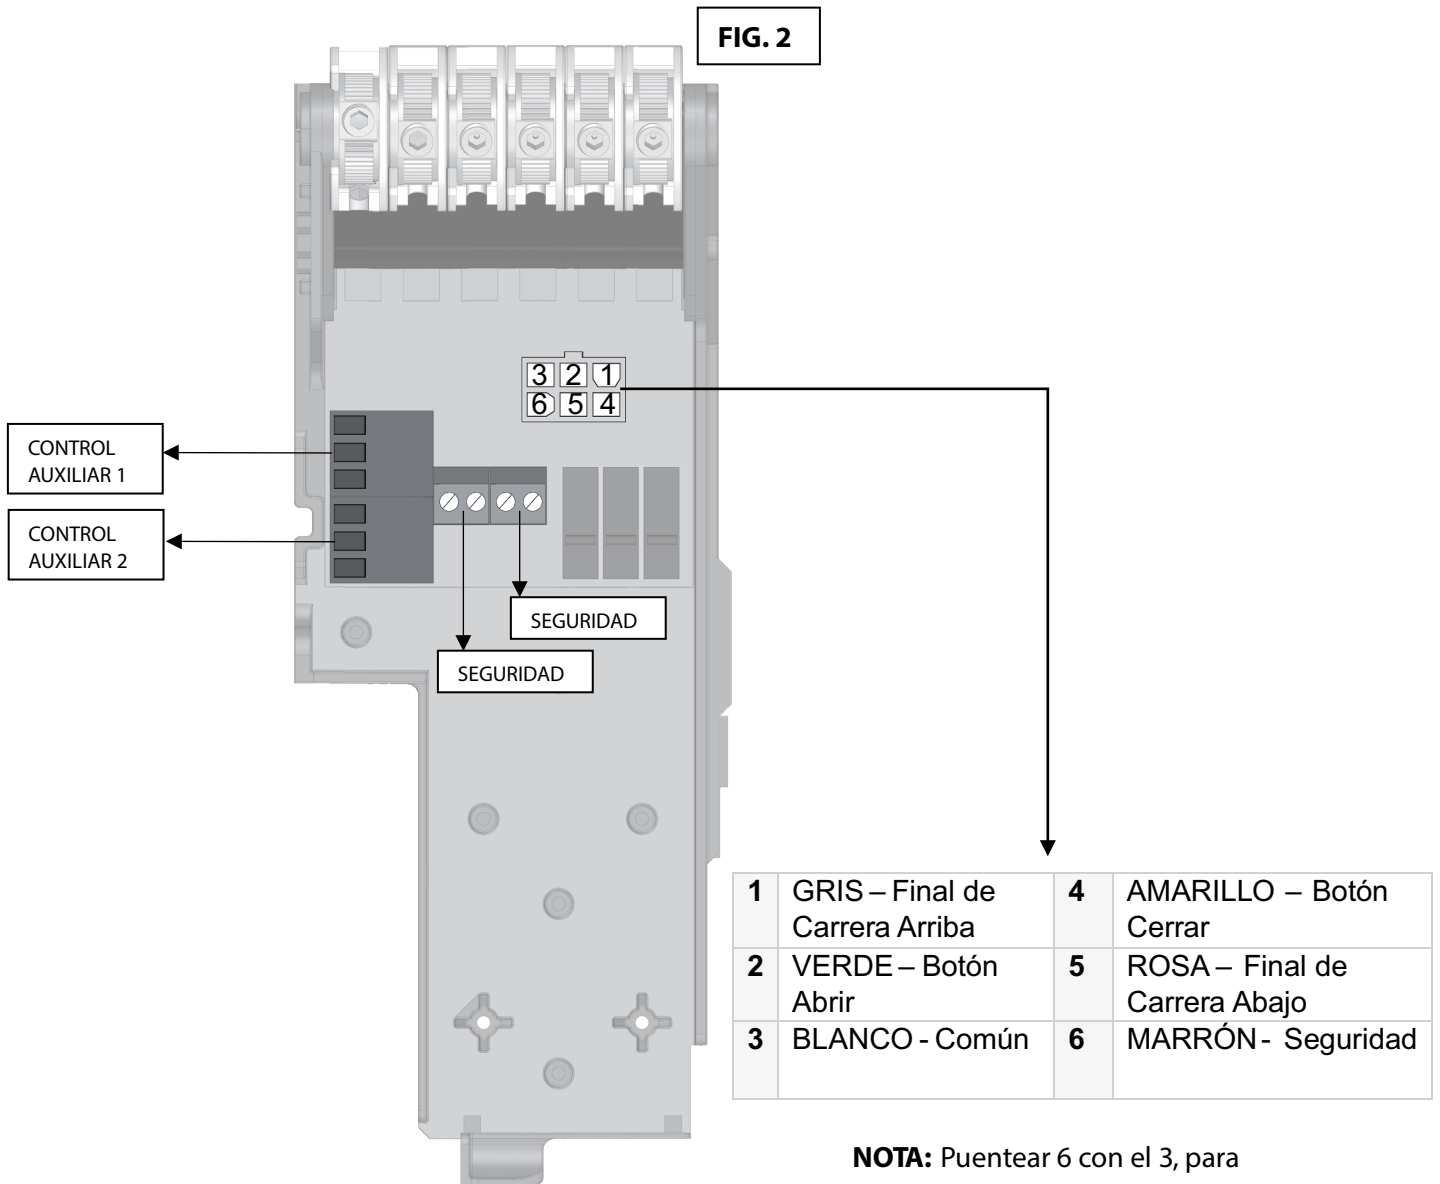 FIG. 2
3 2 1
6 5 4
CONTROL
AUXILIAR 1
CONTROL
AUXILIAR 2
SEGURIDAD
SEGURIDAD
1 GRIS – Final de Carrera Arriba 4 AMARILLO – Botón Cerrar
2 VERDE – Botón Abrir 5 ROSA – Final de Carrera Abajo
3 BLANCO - Común 6 MARRÓN - Seguridad
NOTA: Puentear 6 con el 3, para